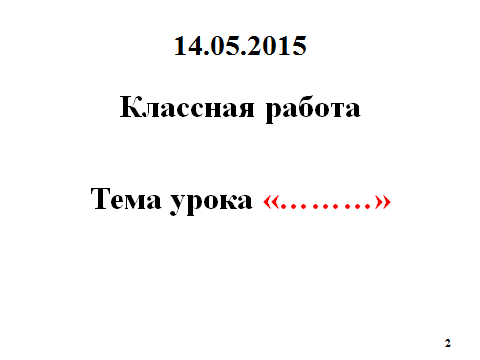 14.05.2015
Классная работа
Тема урока «………»
2